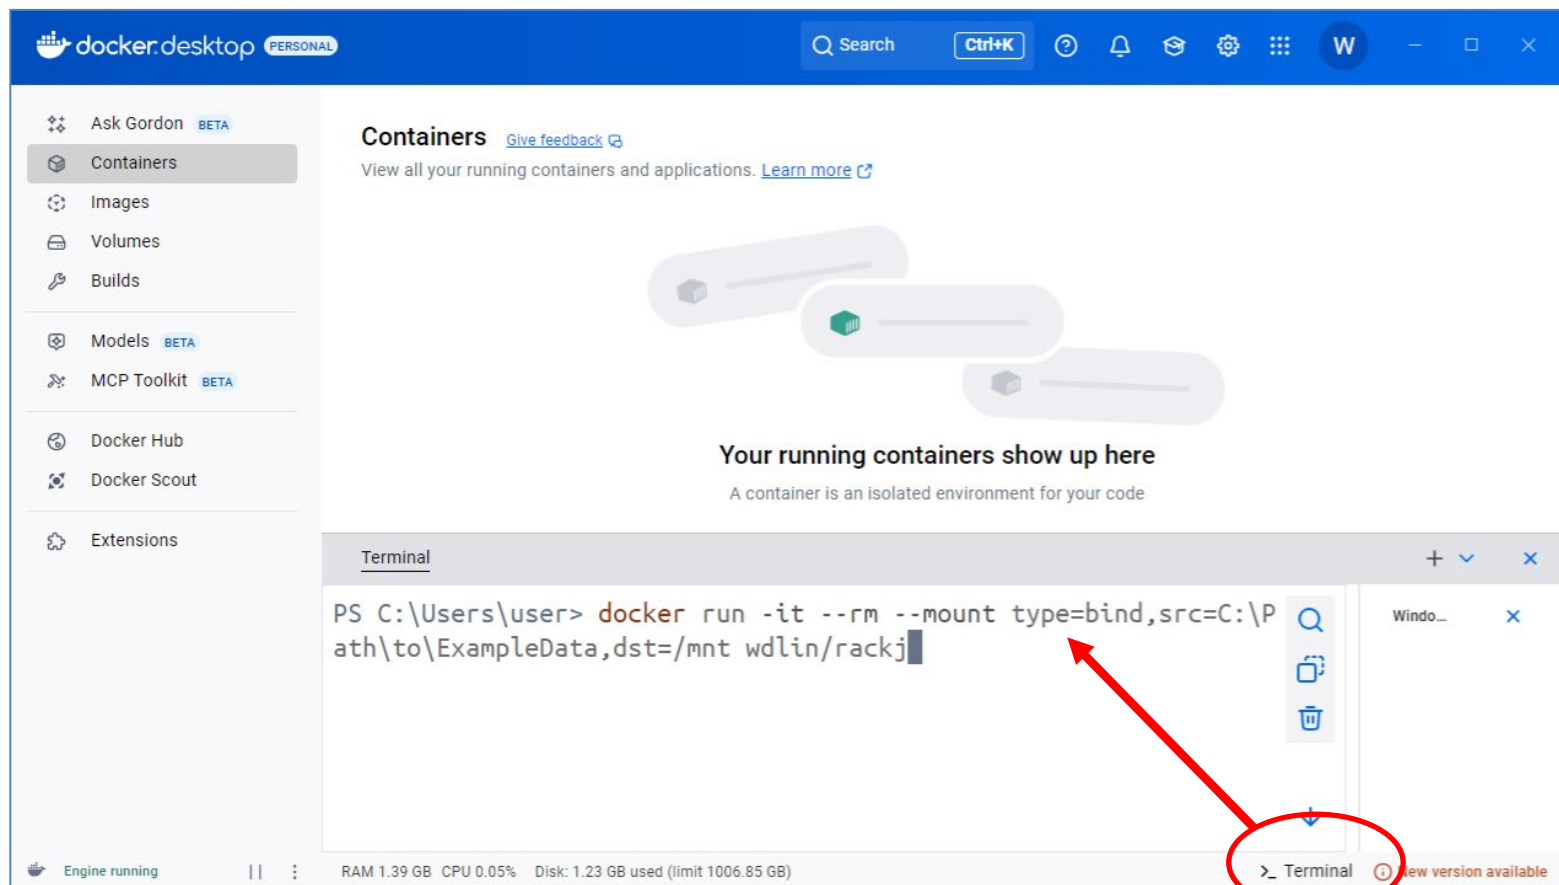 docker.desktop PERSONAL
Search Ctrl+K
W
Ask Gordon BETA
Containers
Images
Volumes
Builds
Models BETA
MCP Toolkit BETA
Docker Hub
Docker Scout
Extensions
Containers Give feedback
View all your running containers and applications. Learn more
Your running containers show up here
A container is an isolated environment for your code
Terminal
PS C:\Users\user> docker run -it --rm --mount type=bind,src=C:\P
ath\to\ExampleData,dst=/mnt wdlin/rackj
Windo...
Engine running
RAM 1.39 GB CPU 0.05% Disk: 1.23 GB used (limit 1006.85 GB)
>_ Terminal
New version available